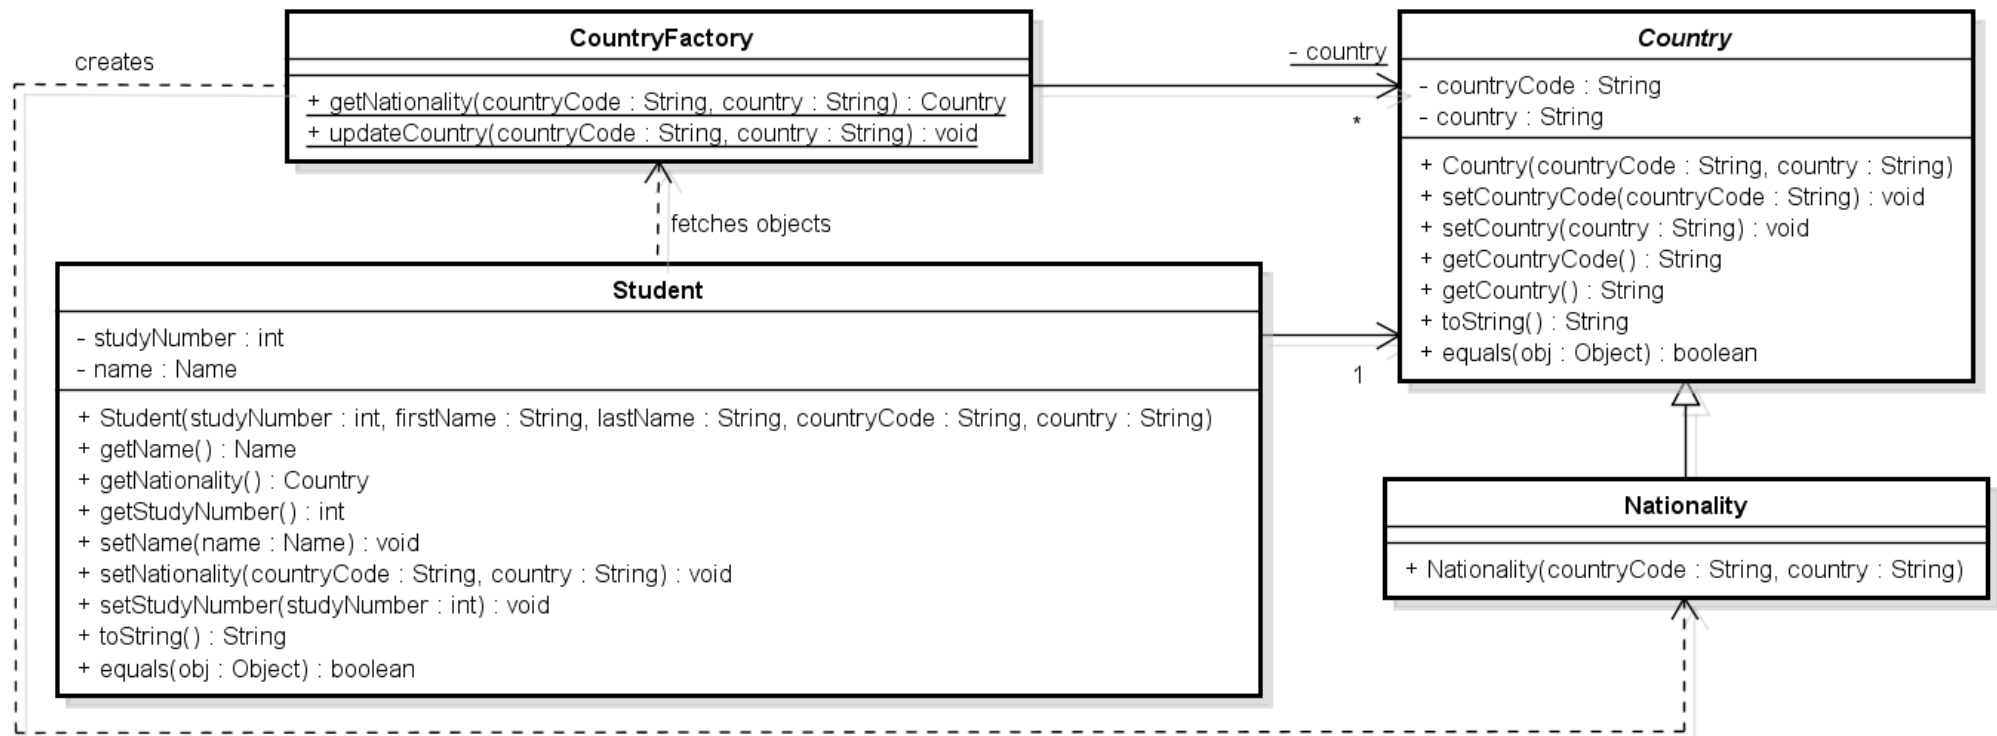 creates
CountryFactory
+ getNationality(countryCode : String, country : String) : Country
+ updateCountry(countryCode : String, country : String) : void
- country
*
Country
- countryCode : String
- country : String
+ Country(countryCode : String, country : String)
+ setCountryCode(countryCode : String) : void
+ setCountry(country : String) : void
+ getCountryCode() : String
+ getCountry() : String
+ toString() : String
+ equals(obj : Object) : boolean
fetches objects
Student
- studyNumber : int
- name : Name
+ Student(studyNumber : int, firstName : String, lastName : String, countryCode : String, country : String)
+ getName() : Name
+ getNationality() : Country
+ getStudyNumber() : int
+ setName(name : Name) : void
+ setNationality(countryCode : String, country : String) : void
+ setStudyNumber(studyNumber : int) : void
+ toString() : String
+ equals(obj : Object) : boolean
1
Nationality
+ Nationality(countryCode : String, country : String)